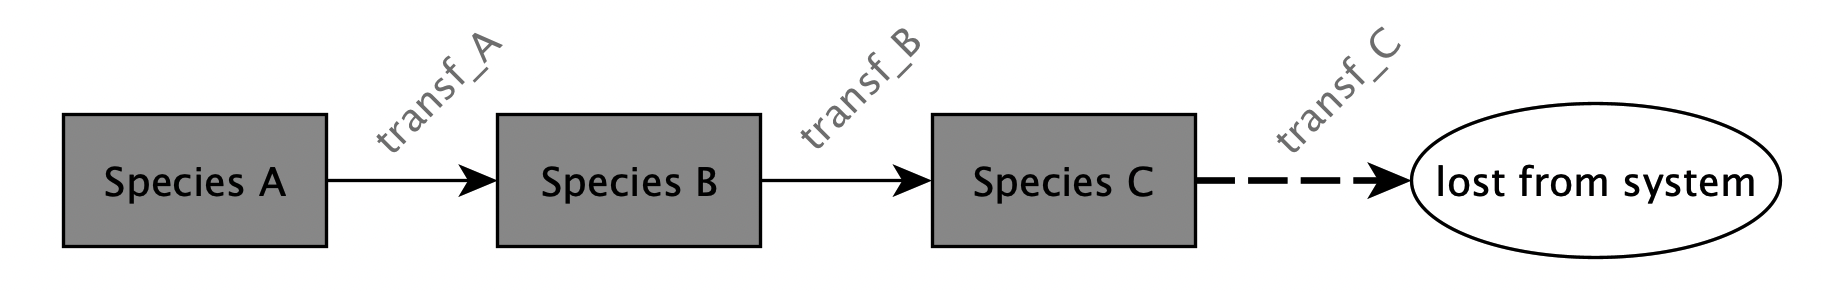 transf_A
transf_B
transf_C
Species A
Species B
Species C
lost from system